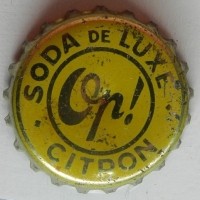 SODA DE LUXE
Op!
CITRON